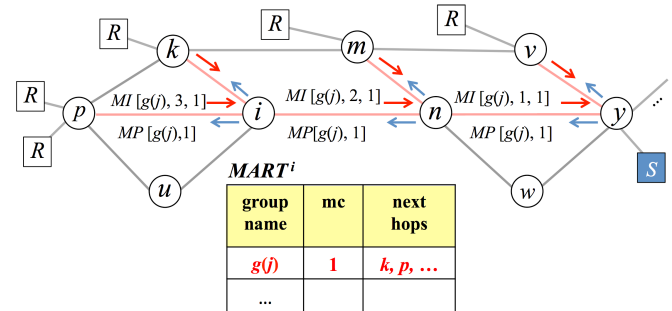 R
R
R
k
m
v
R
MI [g(j), 3, 1]
MI [g(j), 2, 1]
MI [g(j), 1, 1]
p
i
n
y
...
MP [g(j),1]
MP[g(j), 1]
MP [g(j), 1]
R
S
u
w
MART i
group name
mc
next hops
g(j)
1
k, p, ...
...